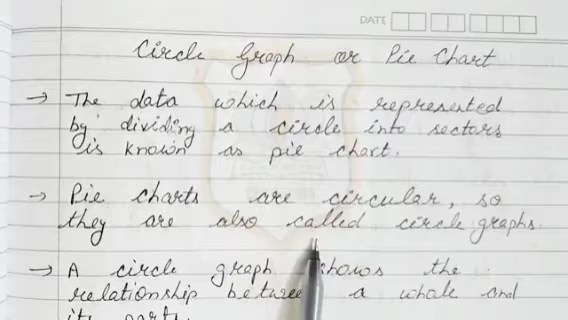 DATE
Circle Graph or Pie Chart
→ The data which is represented
by dividing a circle into sectors
is known as pie chart.
→ Pie charts are circular, so
they are also called circle graphs.
→ A circle graph shows the
relationship between a whole and
its parts.